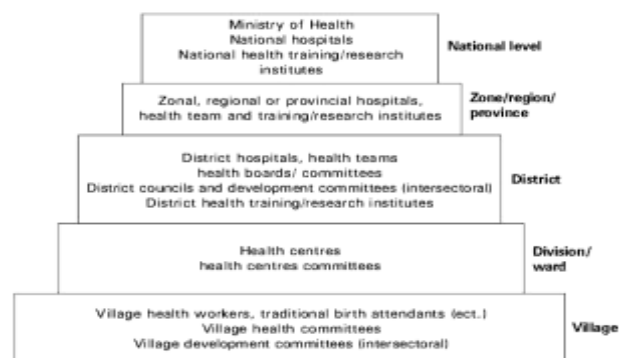 Ministry of Health
National hospitals
National health training/research
institutes
National level
Zonal, regional or provincial hospitals,
health team and training/research institutes
Zone/region/
province
District hospitals, health teams
health boards/ committees
District councils and development committees (intersectoral)
District health training/research institutes
District
Health centres
health centres committees
Division/
ward
Village health workers, traditional birth attendants (ect.)
Village health committees
Village development committees (intersectoral)
Village